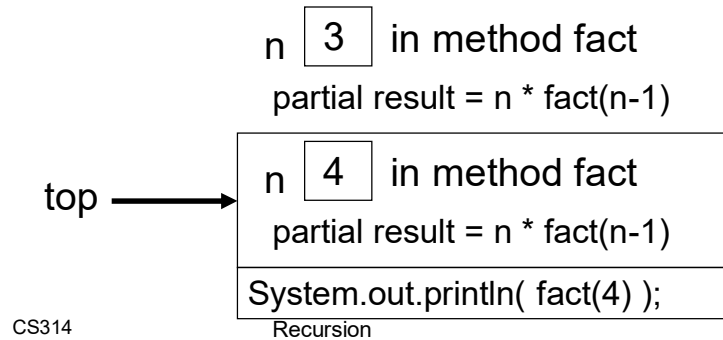 n 3 in method fact
partial result = n * fact(n-1)
n 4 in method fact
top
partial result = n * fact(n-1)
System.out.println( fact(4) );
CS314 Recursion